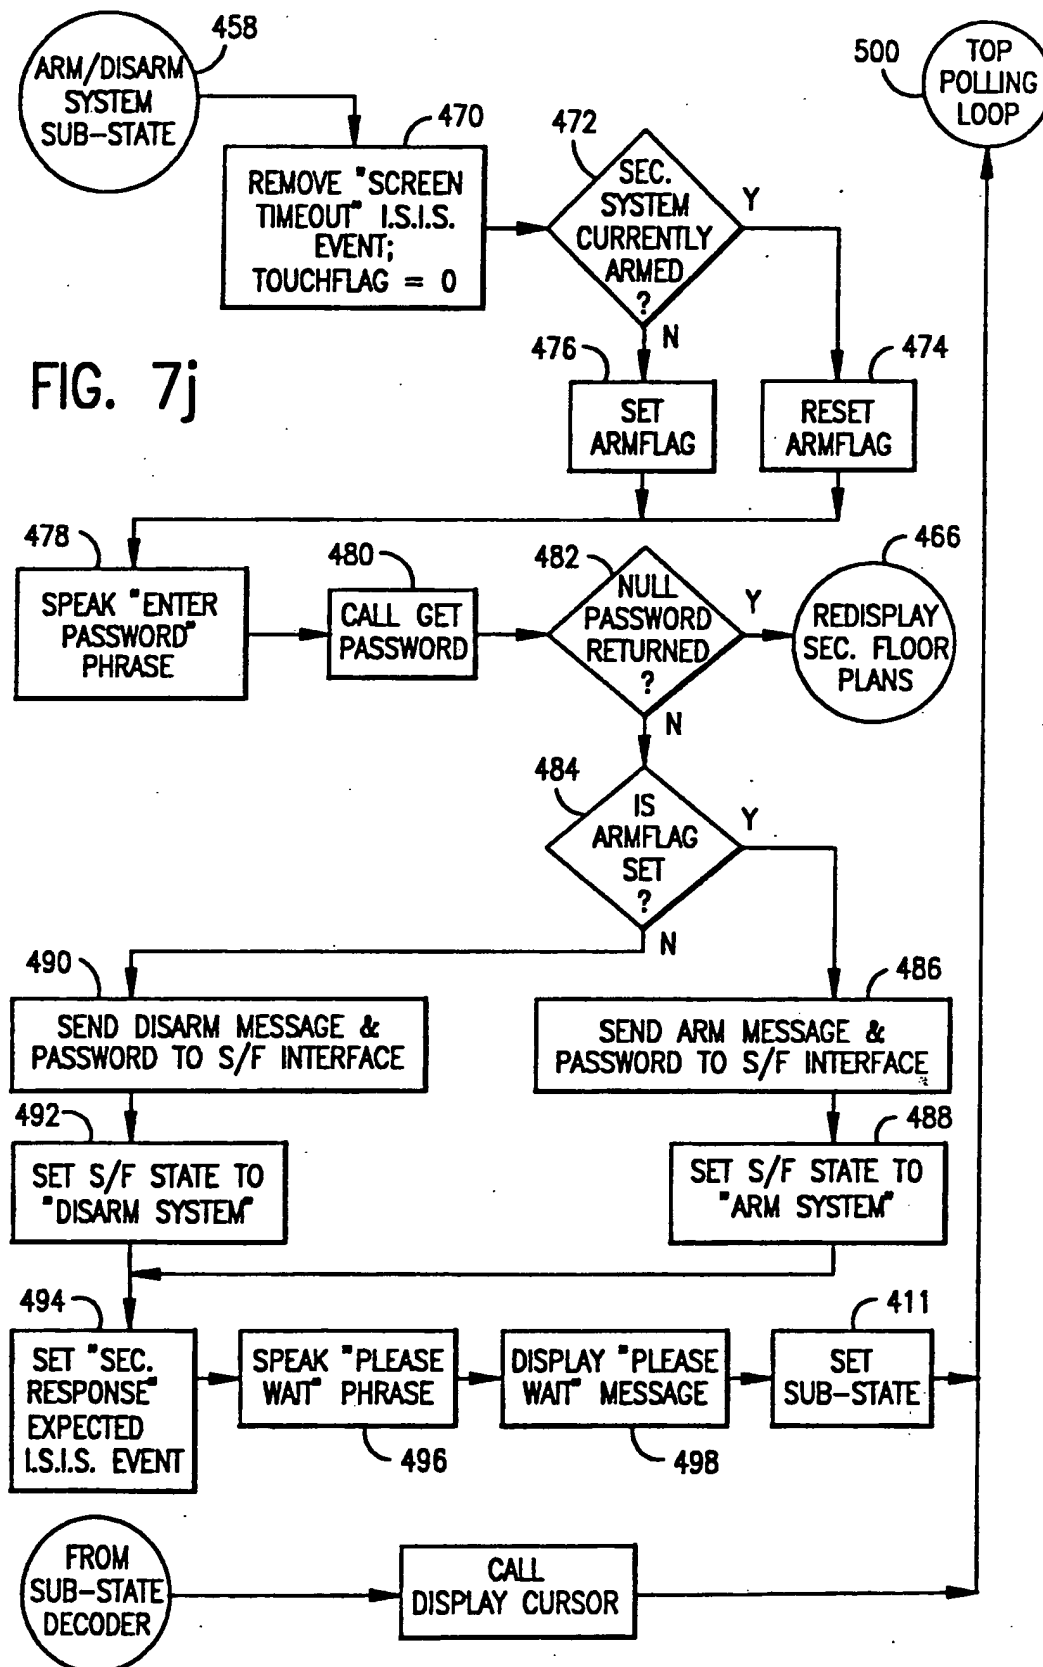 458
ARM/DISARM
SYSTEM
SUB-STATE
500
TOP
POLLING
LOOP
470
REMOVE "SCREEN
TIMEOUT" I.S.I.S.
EVENT;
TOUCHFLAG = 0
472
SEC.
SYSTEM
CURRENTLY
ARMED
?
Y
N
FIG. 7j
476
SET
ARMFLAG
474
RESET
ARMFLAG
478
SPEAK "ENTER
PASSWORD"
PHRASE
480
CALL GET
PASSWORD
482
NULL
PASSWORD
RETURNED
?
Y
N
466
REDISPLAY
SEC. FLOOR
PLANS
484
IS
ARMFLAG
SET
?
Y
N
490
SEND DISARM MESSAGE &
PASSWORD TO S/F INTERFACE
486
SEND ARM MESSAGE &
PASSWORD TO S/F INTERFACE
492
SET S/F STATE TO
"DISARM SYSTEM"
488
SET S/F STATE TO
"ARM SYSTEM"
494
SET "SEC.
RESPONSE"
EXPECTED
I.S.I.S. EVENT
SPEAK "PLEASE
WAIT" PHRASE
496
DISPLAY "PLEASE
WAIT" MESSAGE
498
411
SET
SUB-STATE
FROM
SUB-STATE
DECODER
CALL
DISPLAY CURSOR